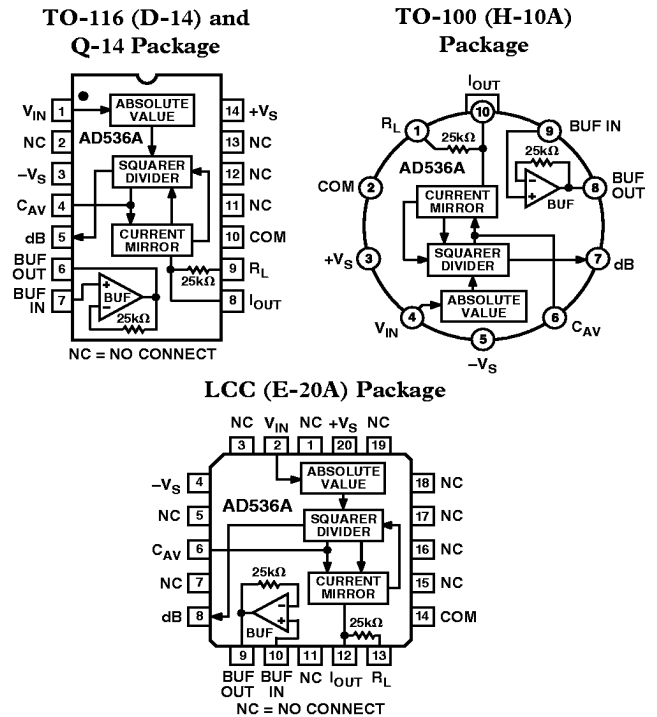 TO-116 (D-14) and
Q-14 Package
V_IN 1
NC 2
–V_S 3
C_AV 4
dB 5
BUF OUT 6
BUF IN 7
14 +V_S
13 NC
12 NC
11 NC
10 COM
9 R_L
8 I_OUT
ABSOLUTE VALUE
AD536A
SQUARER DIVIDER
CURRENT MIRROR
25kΩ
BUF
25kΩ
NC = NO CONNECT
TO-100 (H-10A)
Package
I_OUT
10
R_L 1
COM 2
+V_S 3
V_IN 4
5
–V_S
9 BUF IN
8 BUF OUT
7 dB
6 C_AV
25kΩ
AD536A
25kΩ
BUF
CURRENT MIRROR
SQUARER DIVIDER
ABSOLUTE VALUE
LCC (E-20A) Package
NC V_IN NC +V_S NC
3 2 1 20 19
–V_S 4
NC 5
C_AV 6
NC 7
dB 8
18 NC
17 NC
16 NC
15 NC
14 COM
ABSOLUTE VALUE
AD536A
SQUARER DIVIDER
25kΩ
CURRENT MIRROR
BUF
25kΩ
9 10 11 12 13
BUF OUT BUF IN NC I_OUT R_L
NC = NO CONNECT